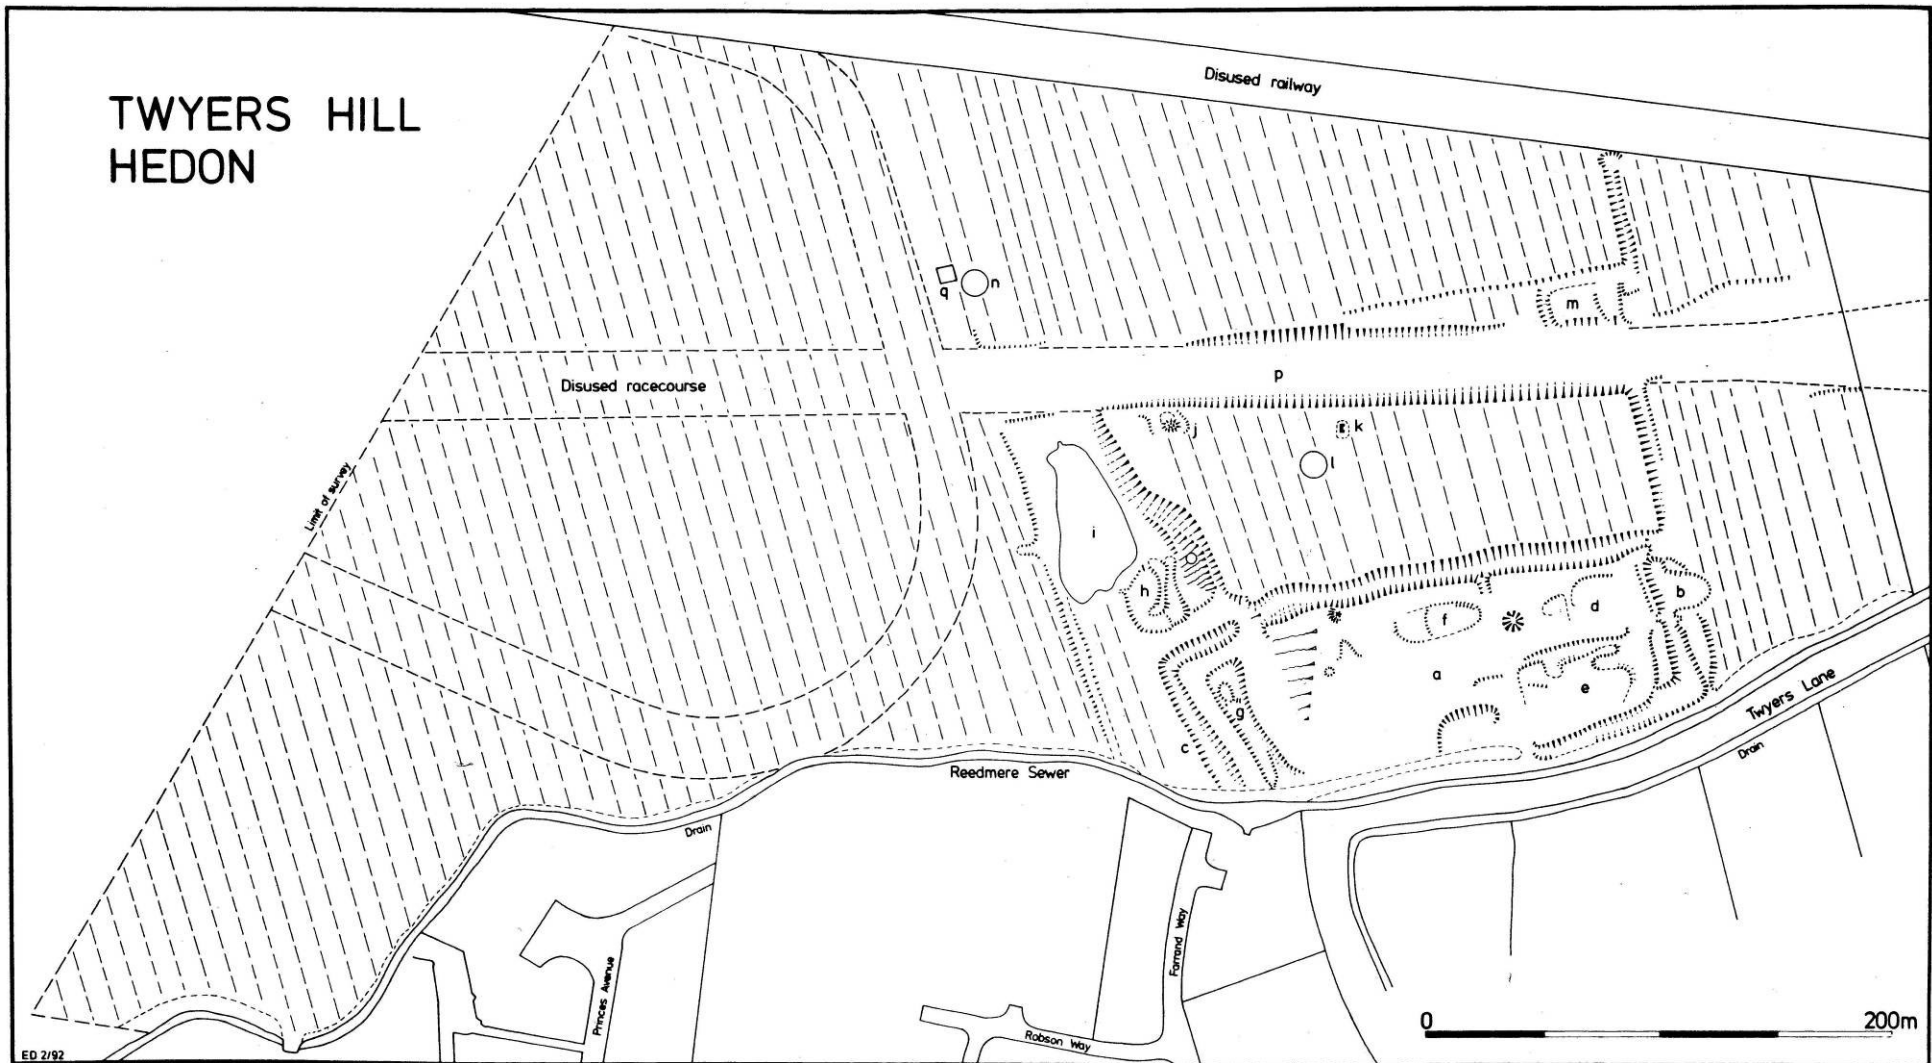 TWYERS HILL
HEDON
Disused railway
q
n
m
Disused racecourse
p
j
k
l
Limit of survey
i
h
f
d
b
a
e
g
c
Twyers Lane
Drain
Reedmere Sewer
Drain
Farrand Way
Princes Avenue
Robson Way
0
200m
ED 2/92